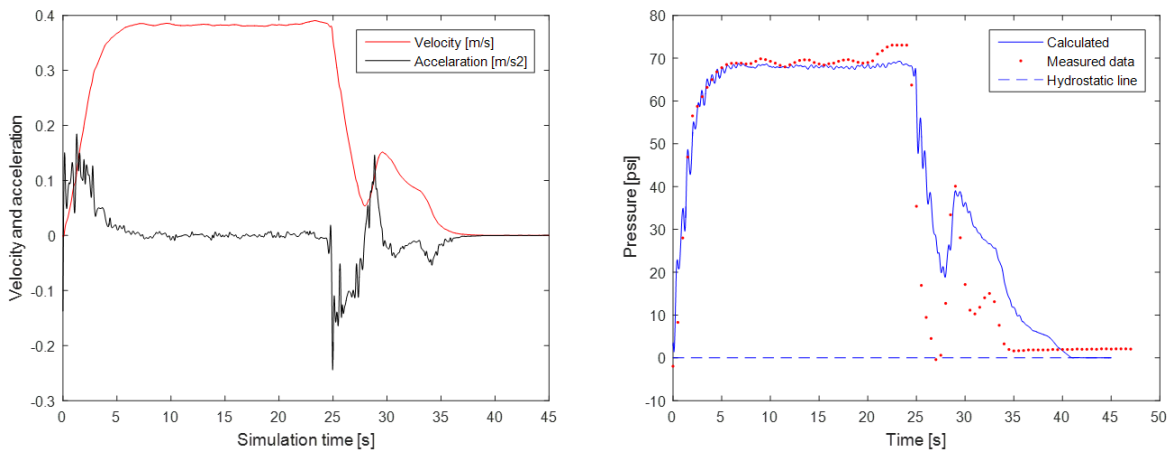 0.4
0.3
0.2
0.1
0
-0.1
-0.2
-0.3
Velocity and acceleration
Velocity [m/s]
Accelaration [m/s2]
0 5 10 15 20 25 30 35 40 45
Simulation time [s]
80
70
60
50
40
30
20
10
0
-10
Pressure [psi]
Calculated
Measured data
Hydrostatic line
0 5 10 15 20 25 30 35 40 45 50
Time [s]